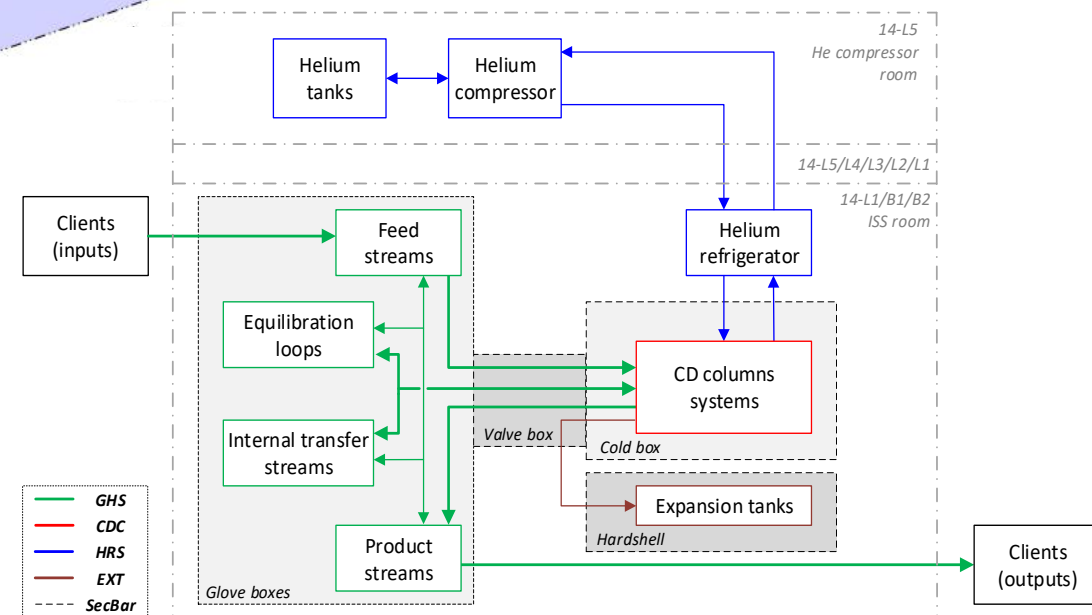 14-L5
He compressor
room
Helium
tanks
Helium
compressor
14-L5/L4/L3/L2/L1
14-L1/B1/B2
ISS room
Clients
(inputs)
Feed
streams
Helium
refrigerator
Equilibration
loops
CD columns
systems
Valve box
Cold box
Internal transfer
streams
Expansion tanks
Hardshell
Product
streams
Glove boxes
Clients
(outputs)
GHS
CDC
HRS
EXT
SecBar